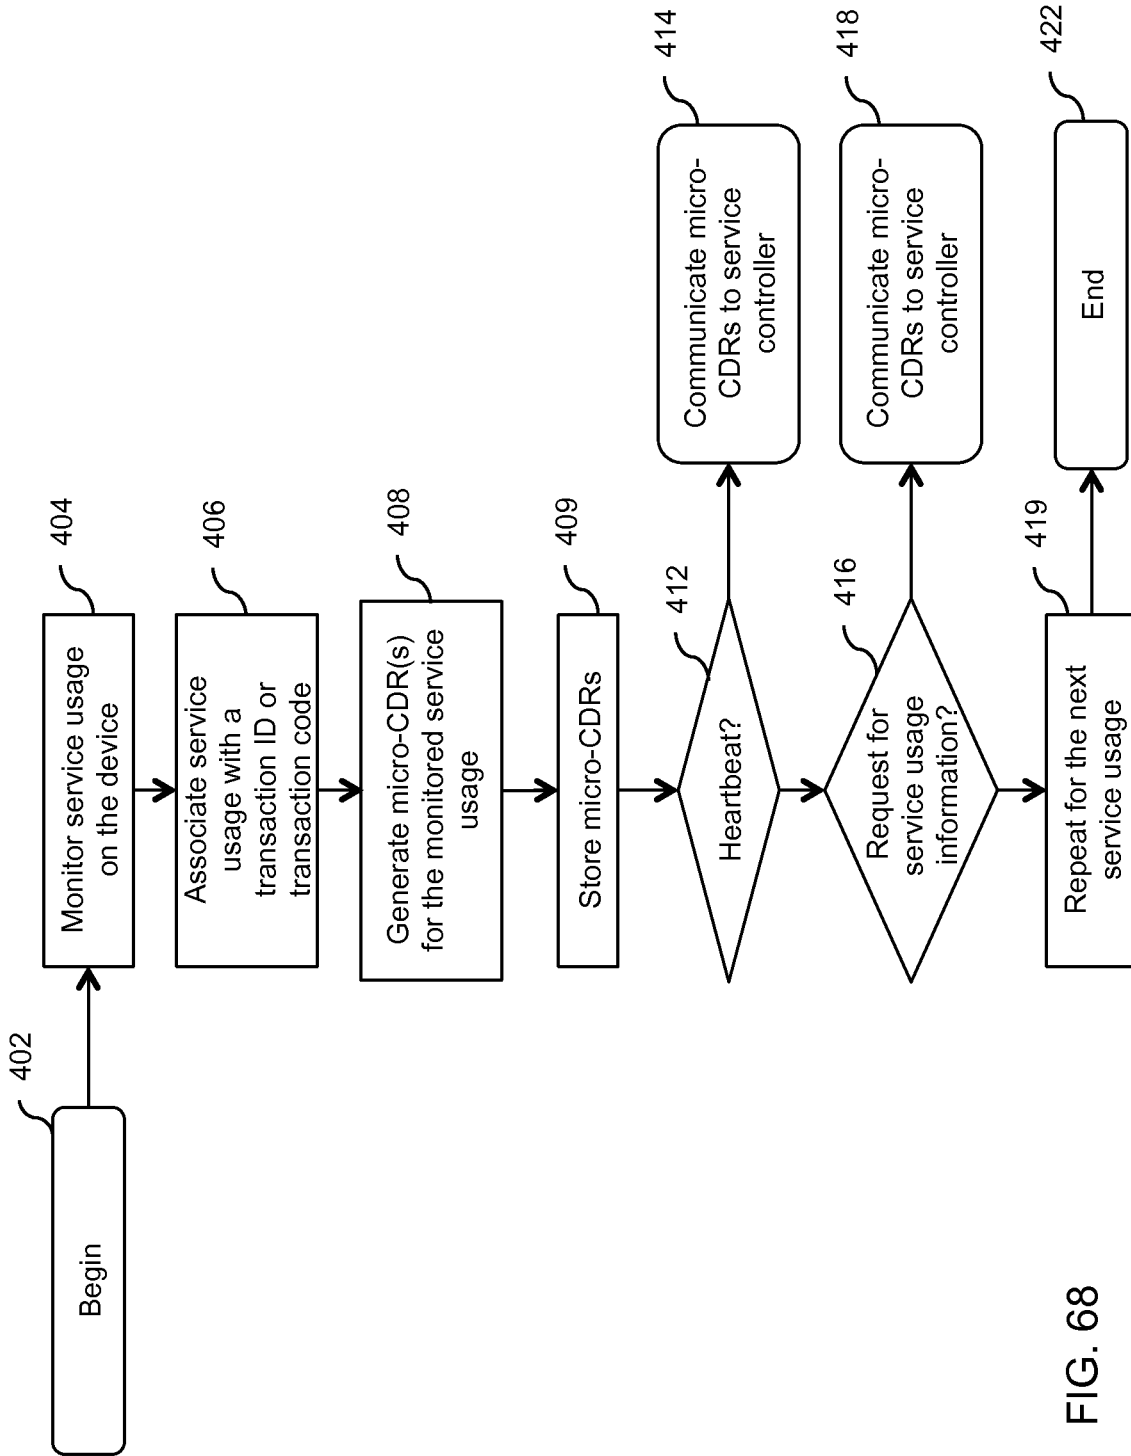 402
Begin
404
Monitor service usage
on the device
406
Associate service
usage with a
transaction ID or
transaction code
408
Generate micro-CDR(s)
for the monitored service
usage
409
Store micro-CDRs
412
Heartbeat?
414
Communicate micro-
CDRs to service
controller
416
Request for
service usage
information?
418
Communicate micro-
CDRs to service
controller
419
Repeat for the next
service usage
422
End
FIG. 68